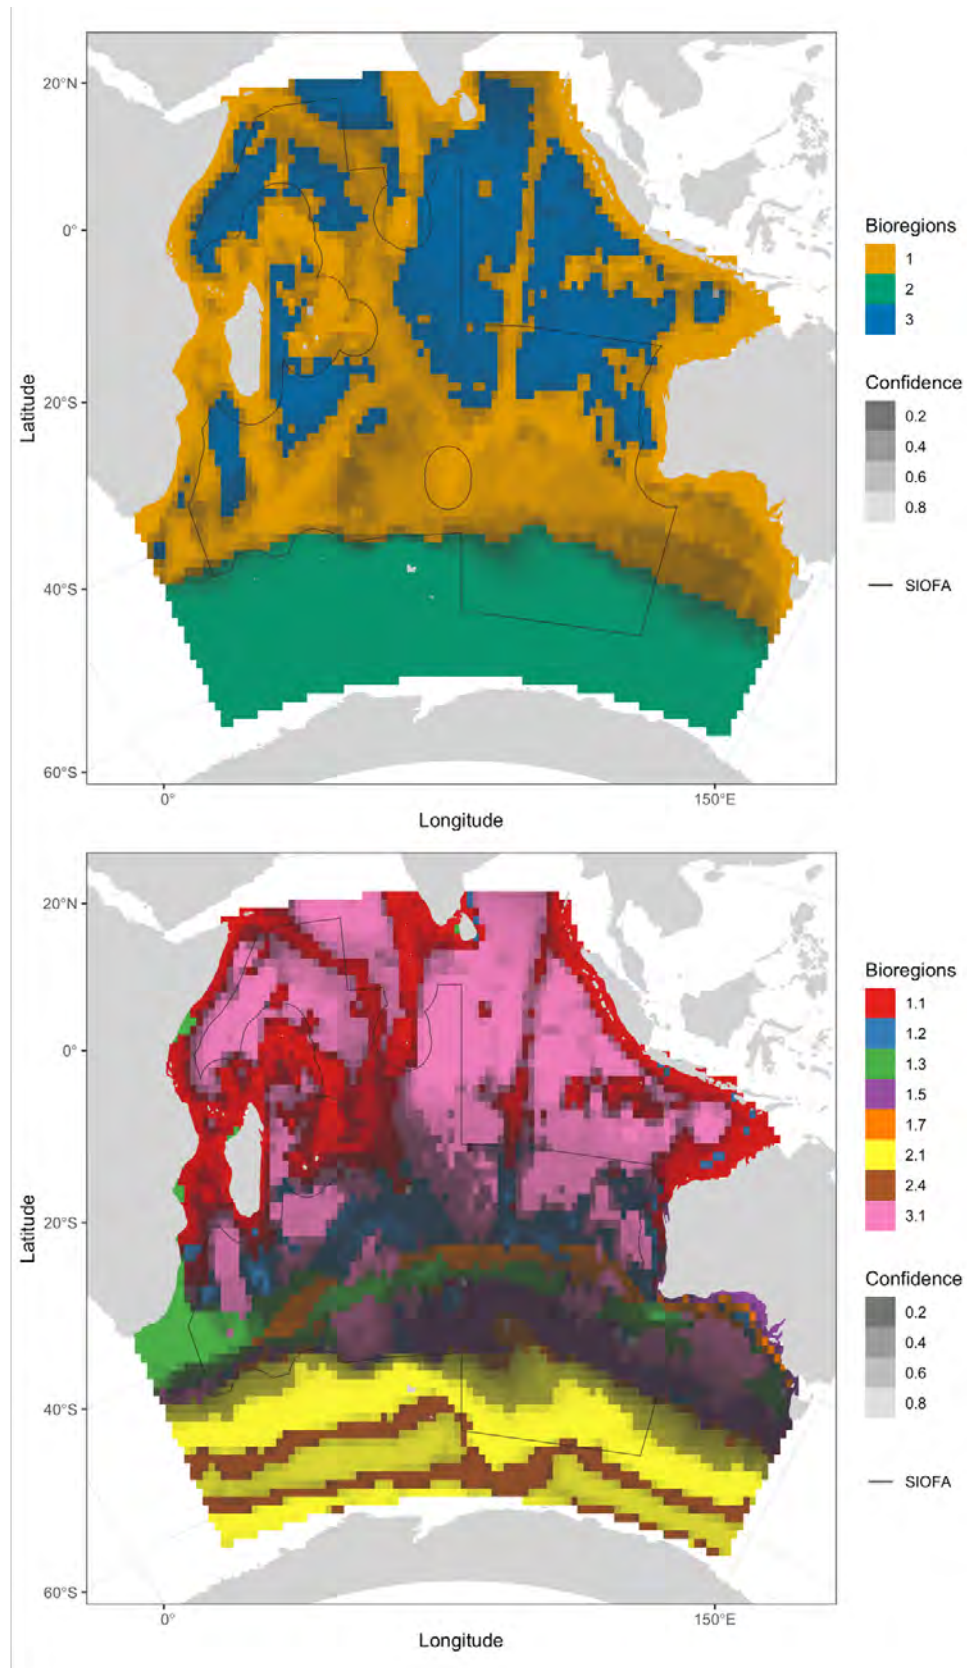 20°N
0°
20°S
40°S
60°S
Latitude
0°
150°E
Longitude
Bioregions
1
2
3
Confidence
0.2
0.4
0.6
0.8
SIOFA
20°N
0°
20°S
40°S
60°S
Latitude
0°
150°E
Longitude
Bioregions
1.1
1.2
1.3
1.5
1.7
2.1
2.4
3.1
Confidence
0.2
0.4
0.6
0.8
SIOFA